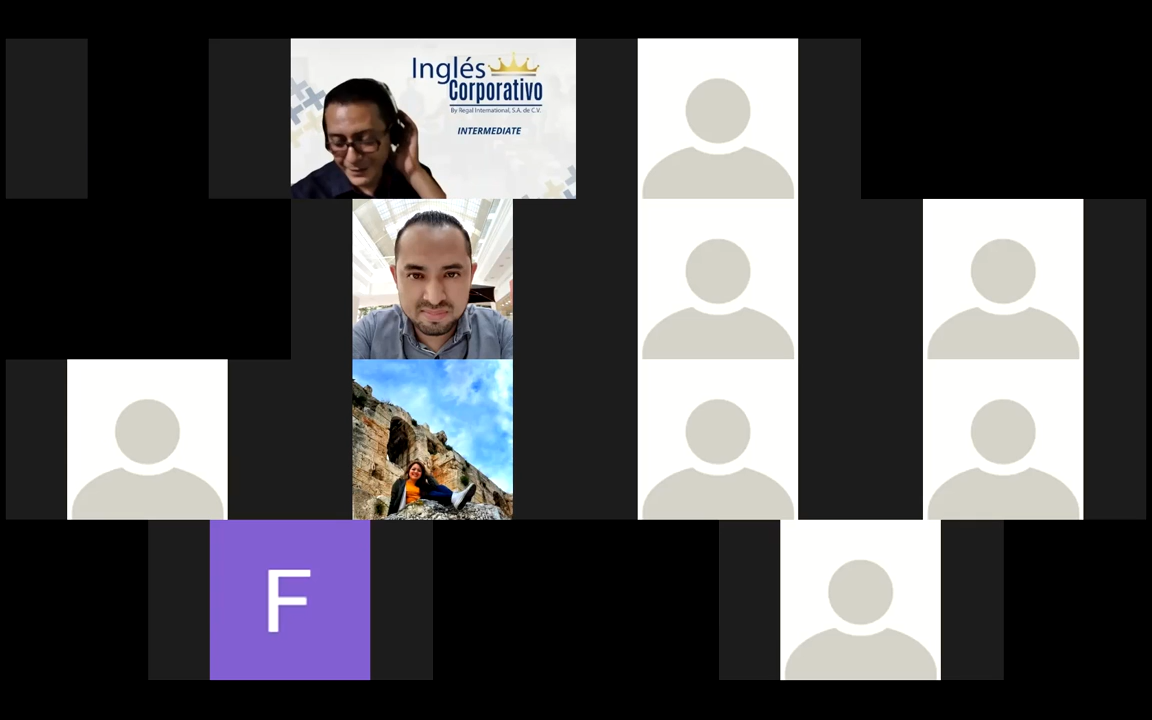 Inglés
Corporativo
By Regal International, S.A. de C.V.
INTERMEDIATE
F